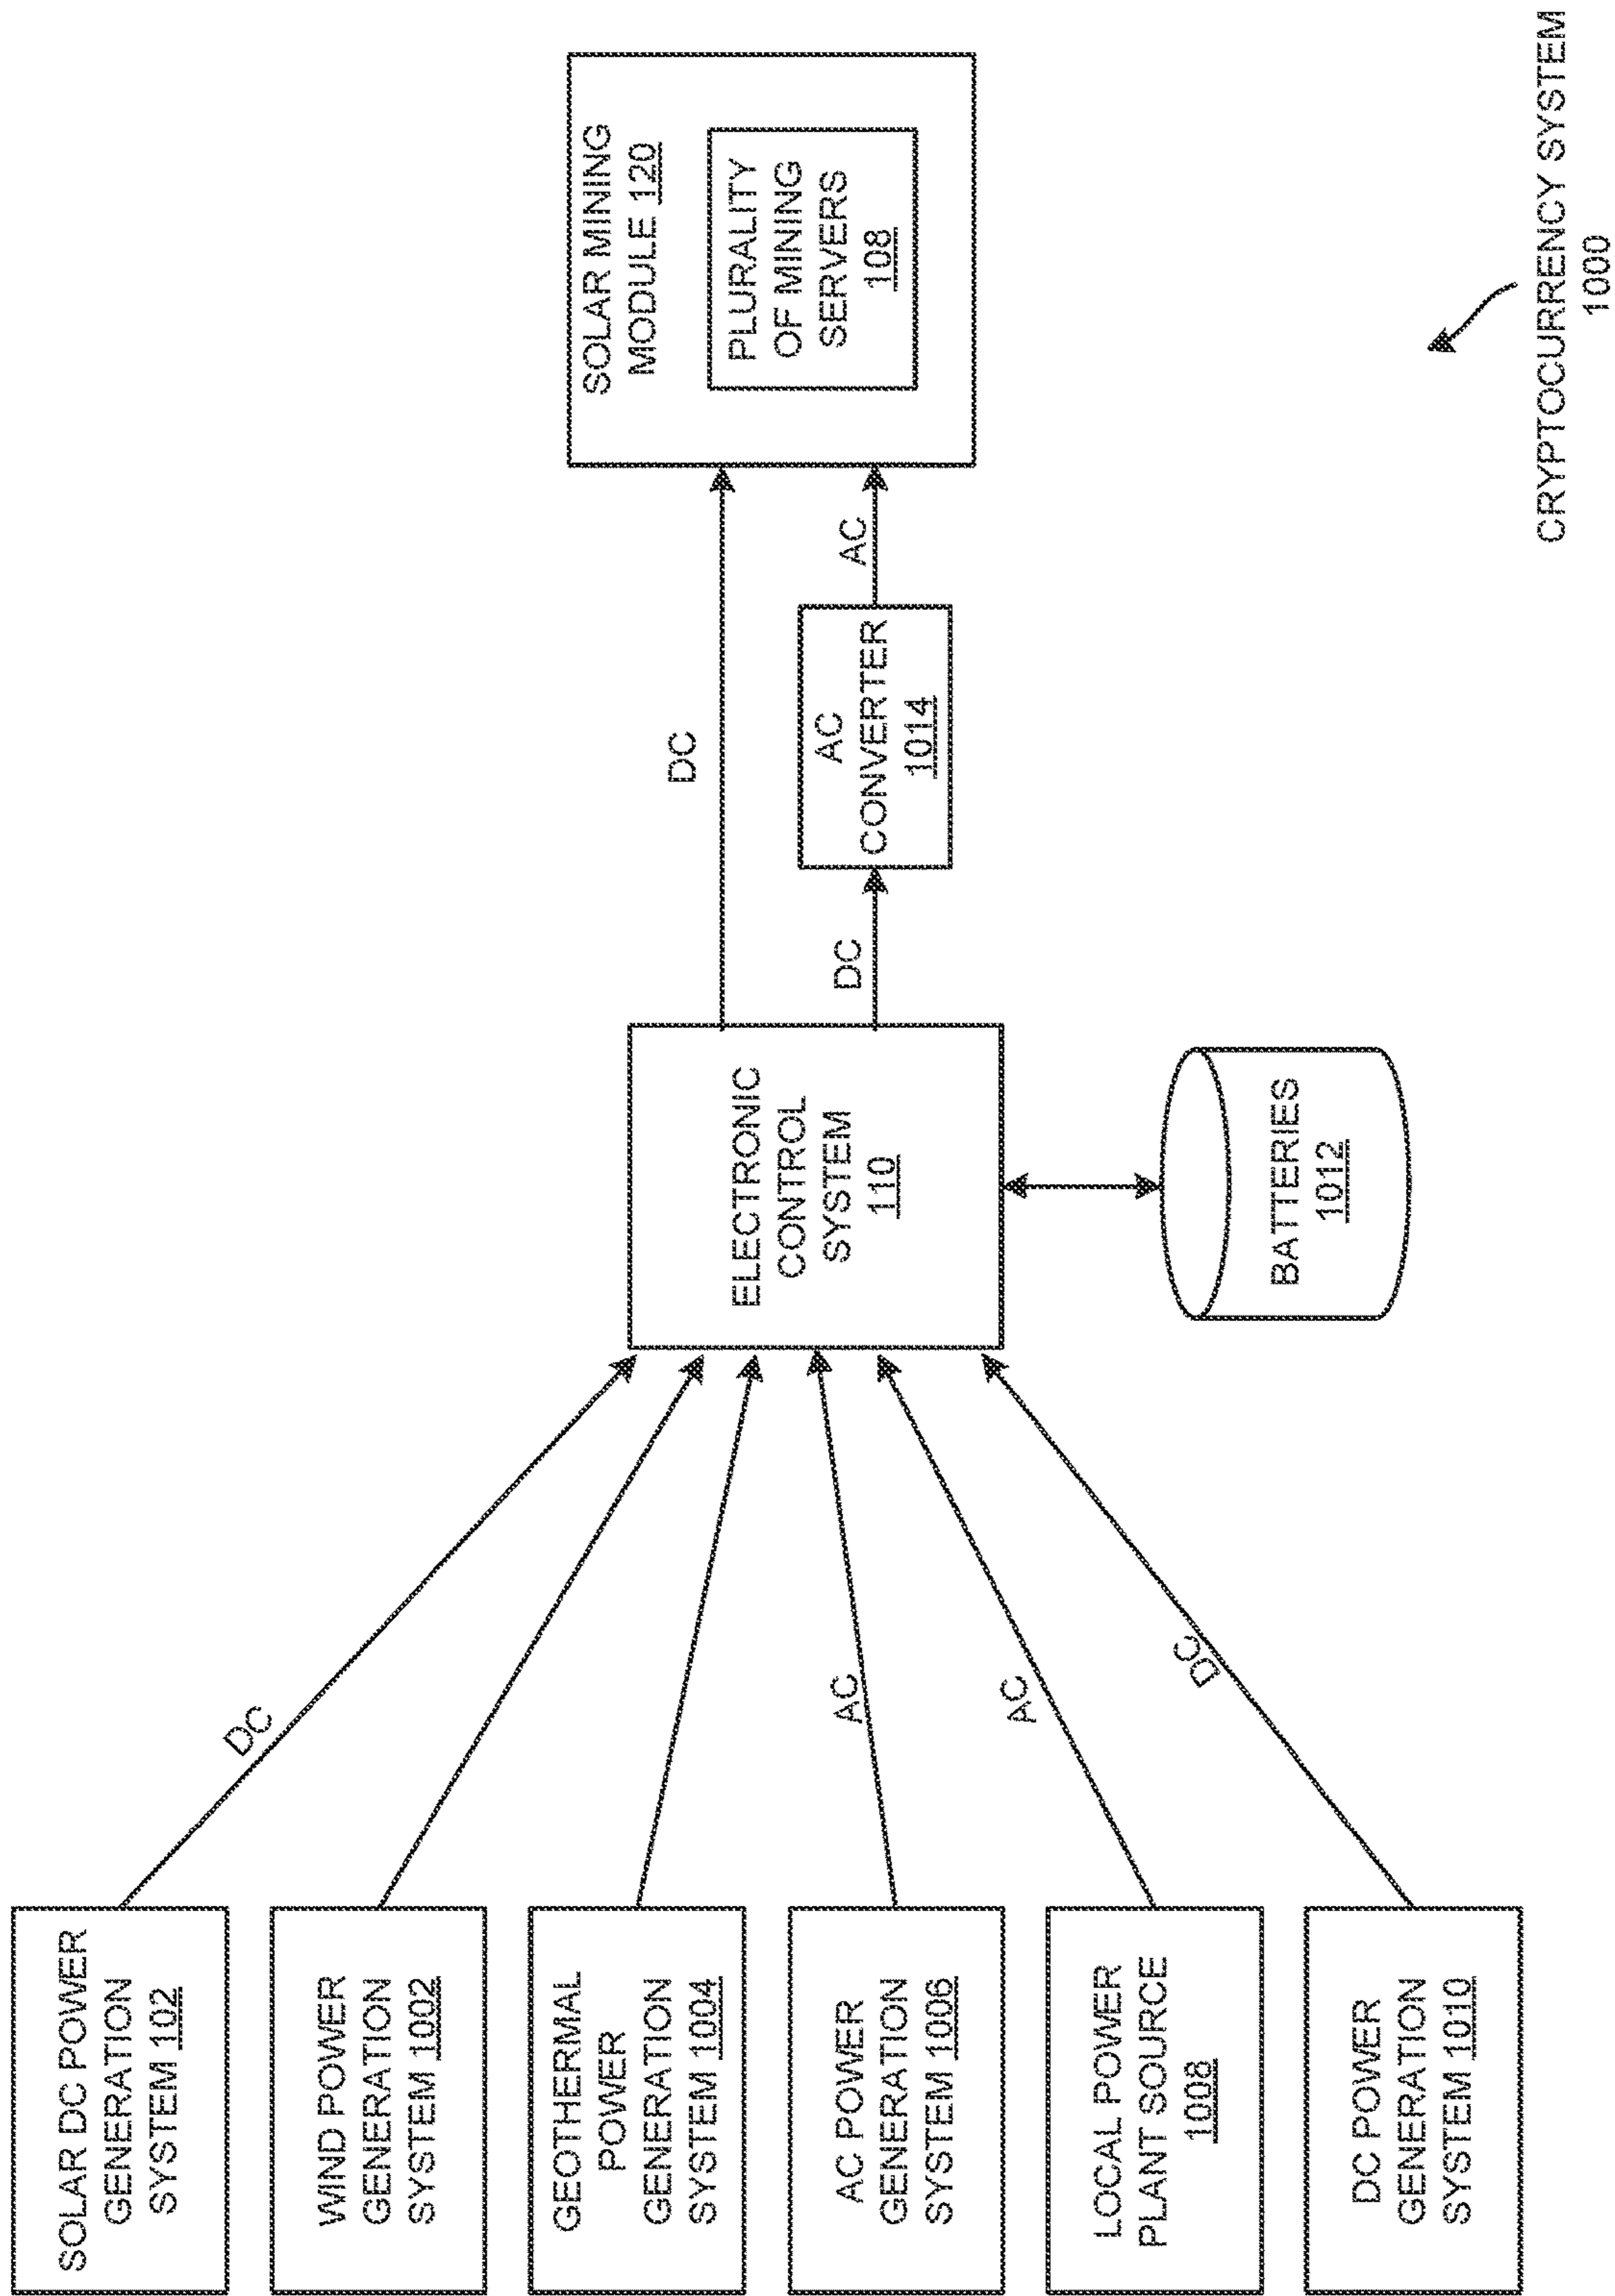 SOLAR DC POWER
GENERATION
SYSTEM 102
WIND POWER
GENERATION
SYSTEM 1002
GEOTHERMAL
POWER
GENERATION
SYSTEM 1004
AC POWER
GENERATION
SYSTEM 1006
LOCAL POWER
PLANT SOURCE
1008
DC POWER
GENERATION
SYSTEM 1010
DC
AC
AC
DC
ELECTRONIC
CONTROL
SYSTEM
110
BATTERIES
1012
DC
DC
AC
CONVERTER
1014
AC
SOLAR MINING
MODULE 120
PLURALITY
OF MINING
SERVERS
108
CRYPTOCURRENCY SYSTEM
1000